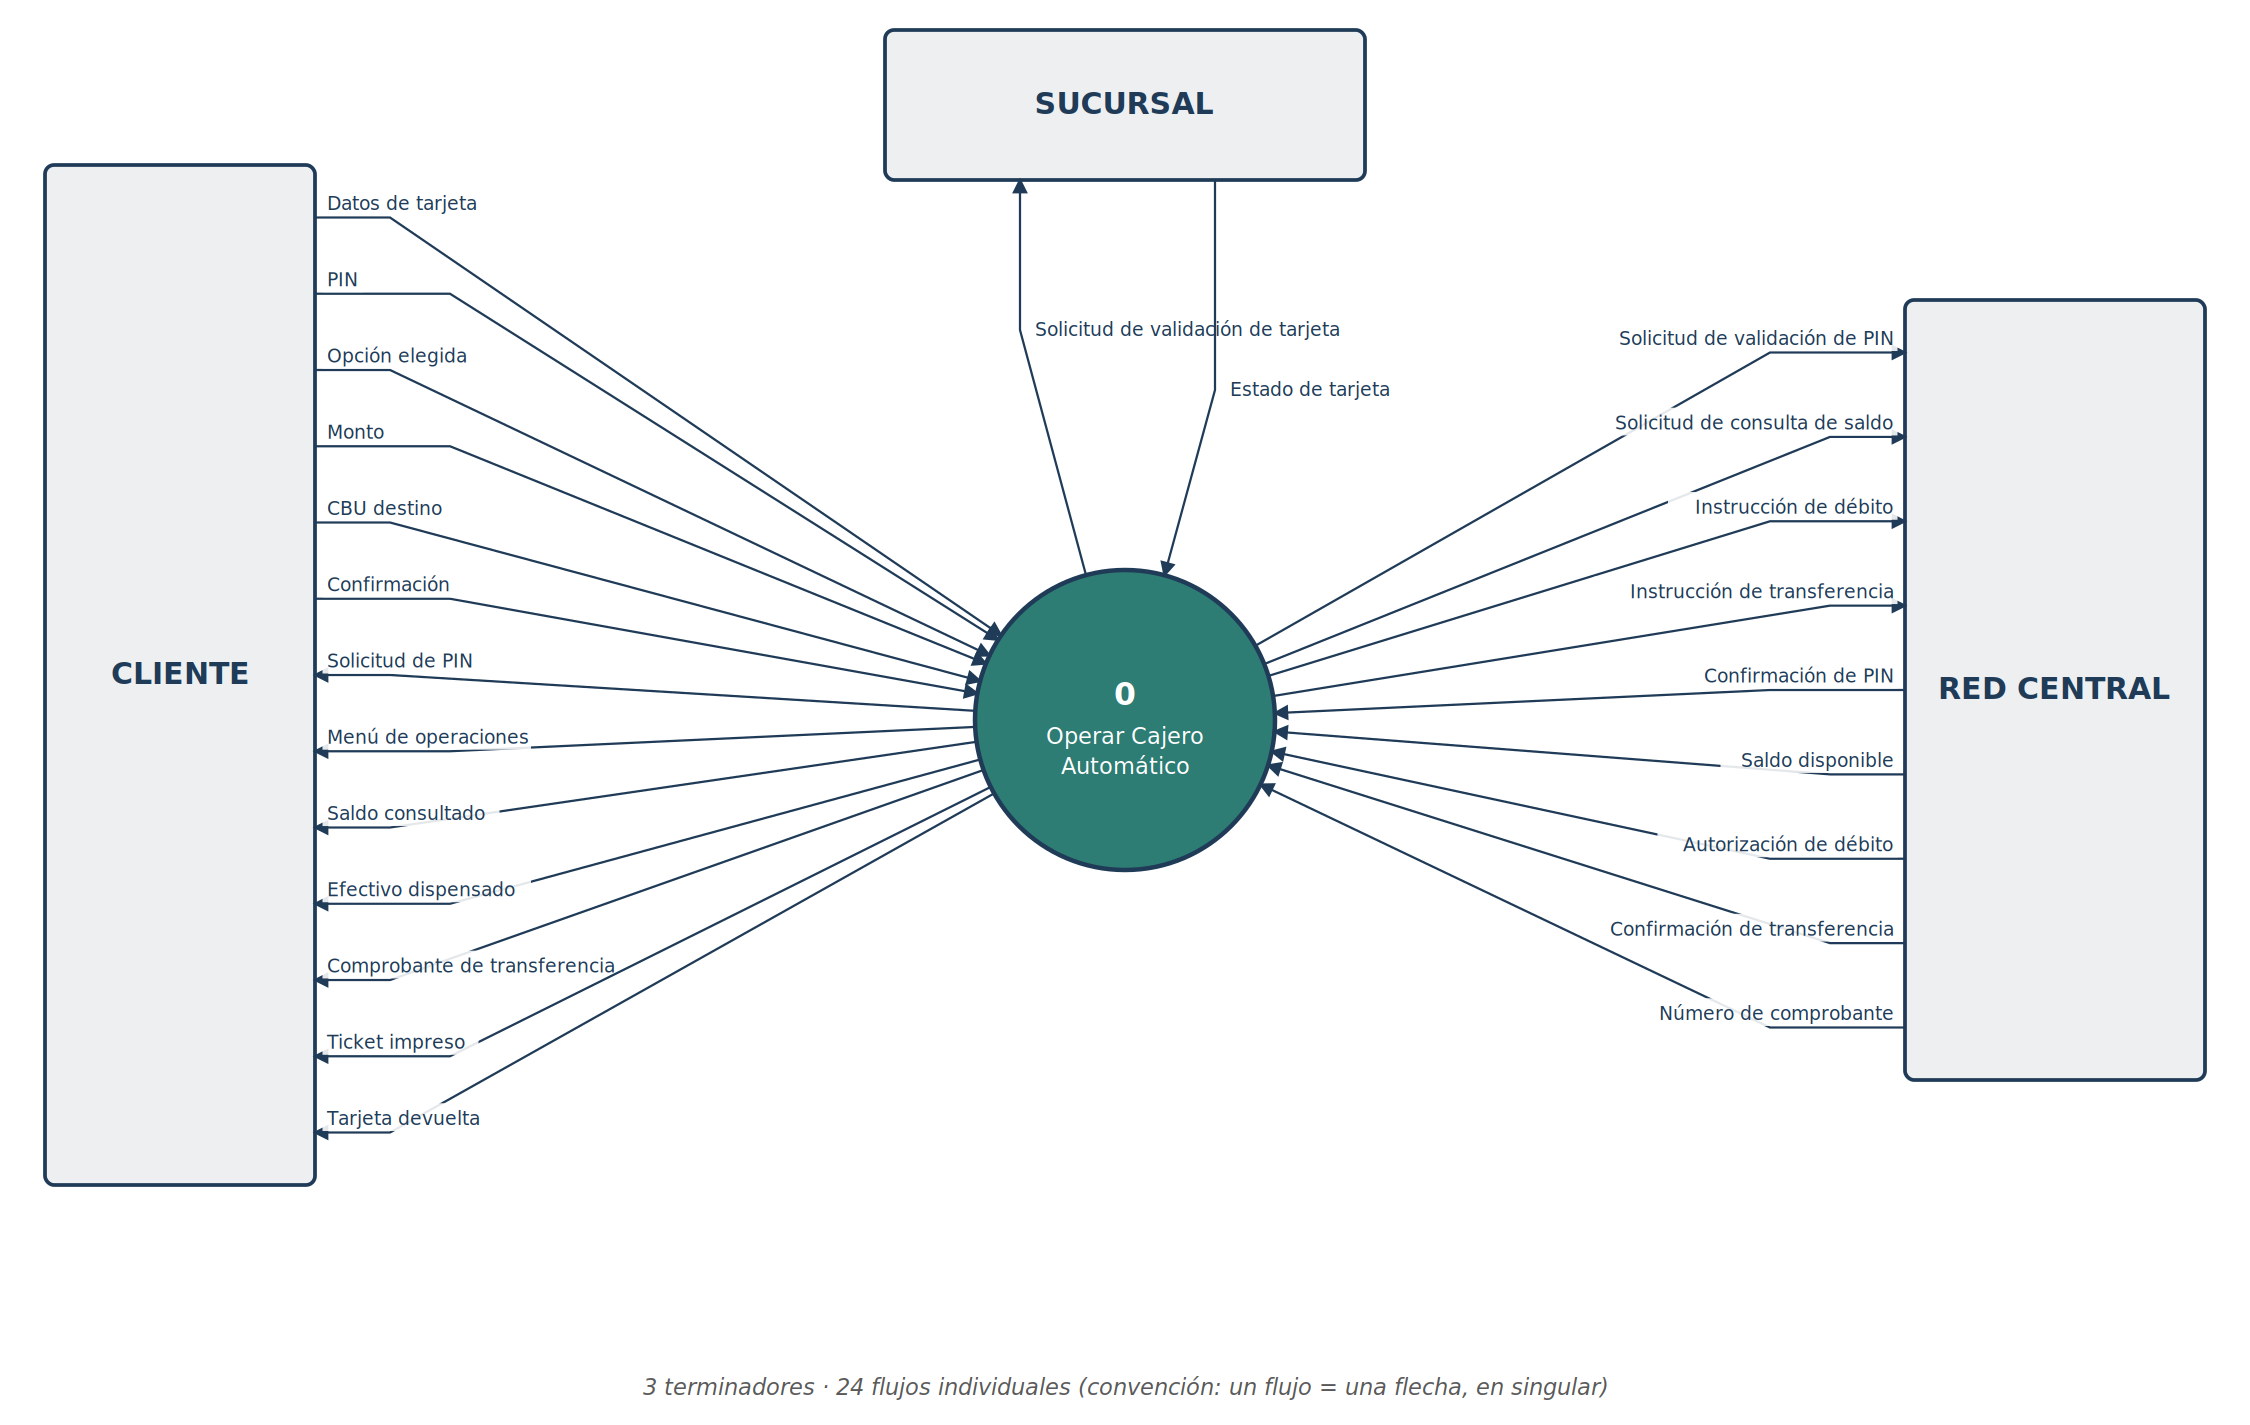 SUCURSAL
CLIENTE
Datos de tarjeta
PIN
Opción elegida
Monto
CBU destino
Confirmación
Solicitud de PIN
Menú de operaciones
Saldo consultado
Efectivo dispensado
Comprobante de transferencia
Ticket impreso
Tarjeta devuelta
Solicitud de validación de tarjeta
Estado de tarjeta
0
Operar Cajero
Automático
Solicitud de validación de PIN
Solicitud de consulta de saldo
Instrucción de débito
Instrucción de transferencia
Confirmación de PIN
Saldo disponible
Autorización de débito
Confirmación de transferencia
Número de comprobante
RED CENTRAL
3 terminadores · 24 flujos individuales (convención: un flujo = una flecha, en singular)